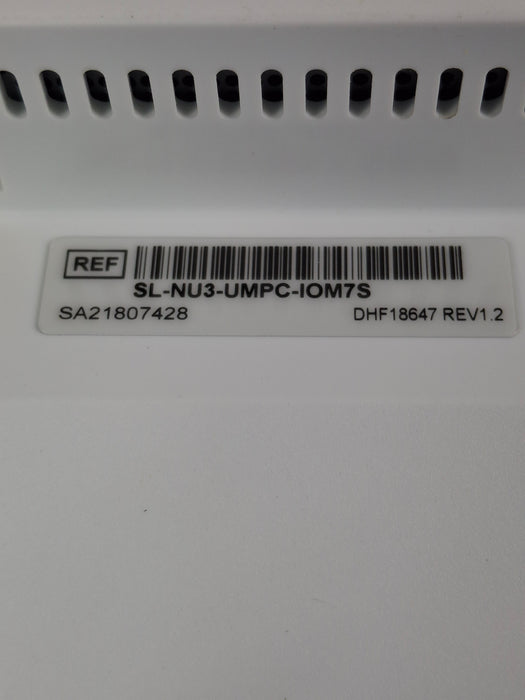 REF
SL-NU3-UMPC-IOM7S
SA21807428 DHF18647 REV1.2